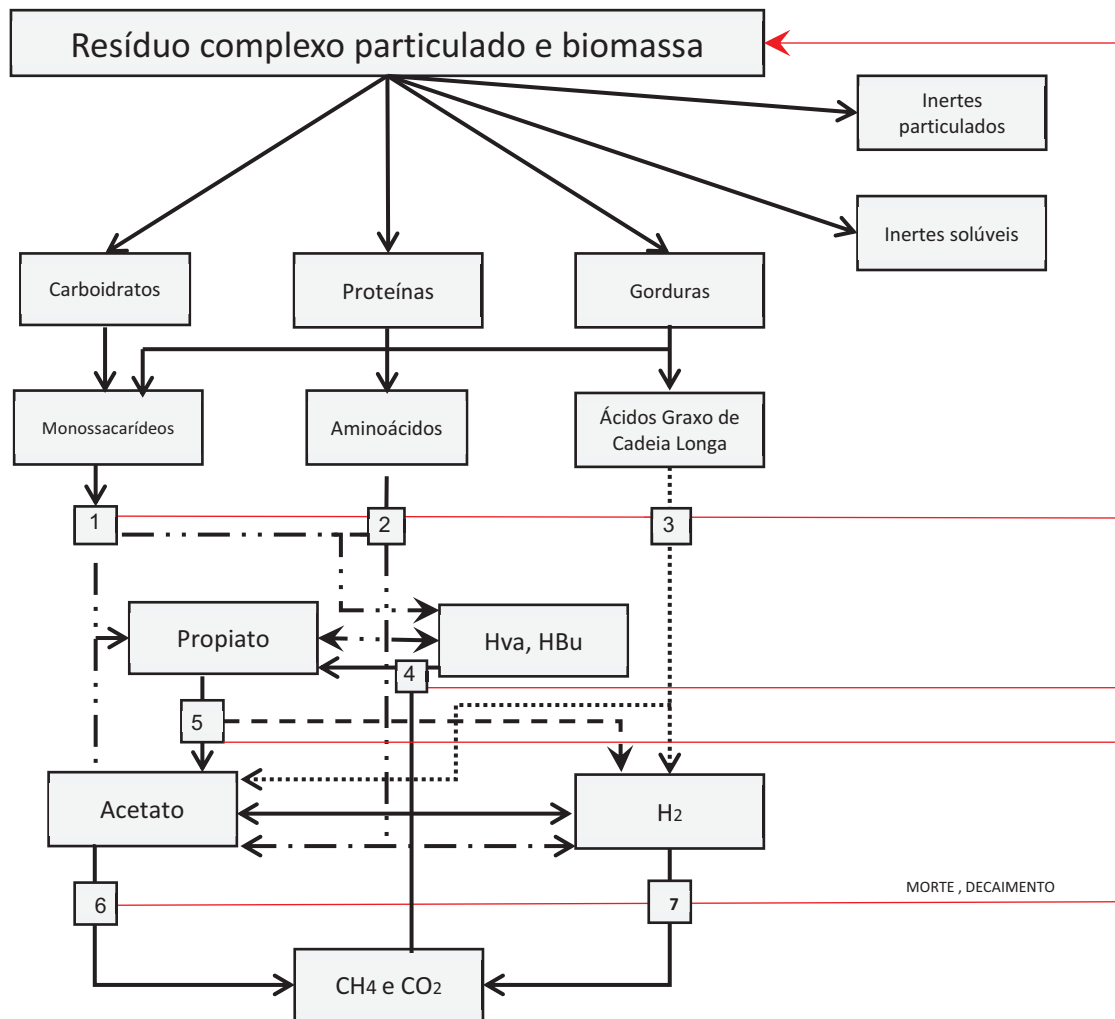 Resíduo complexo particulado e biomassa
Inertes
particulados
Inertes solúveis
Carboidratos
Proteínas
Gorduras
Monossacarídeos
Aminoácidos
Ácidos Graxo de
Cadeia Longa
1
2
3
Propiato
Hva, HBu
4
5
Acetato
H2
6
7
MORTE , DECAIMENTO
CH4 e CO2